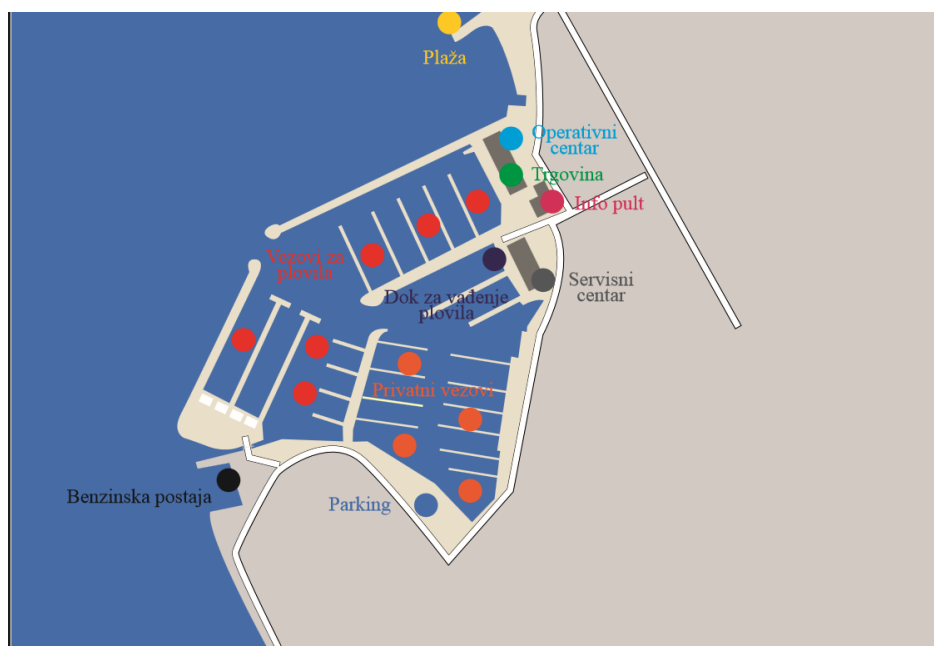 Plaža
Operativni
centar
Trgovina
Info pult
Vezovi za
plovila
Servisni
centar
Dok za vađenje
plovila
Privatni vezovi
Benzinska postaja
Parking